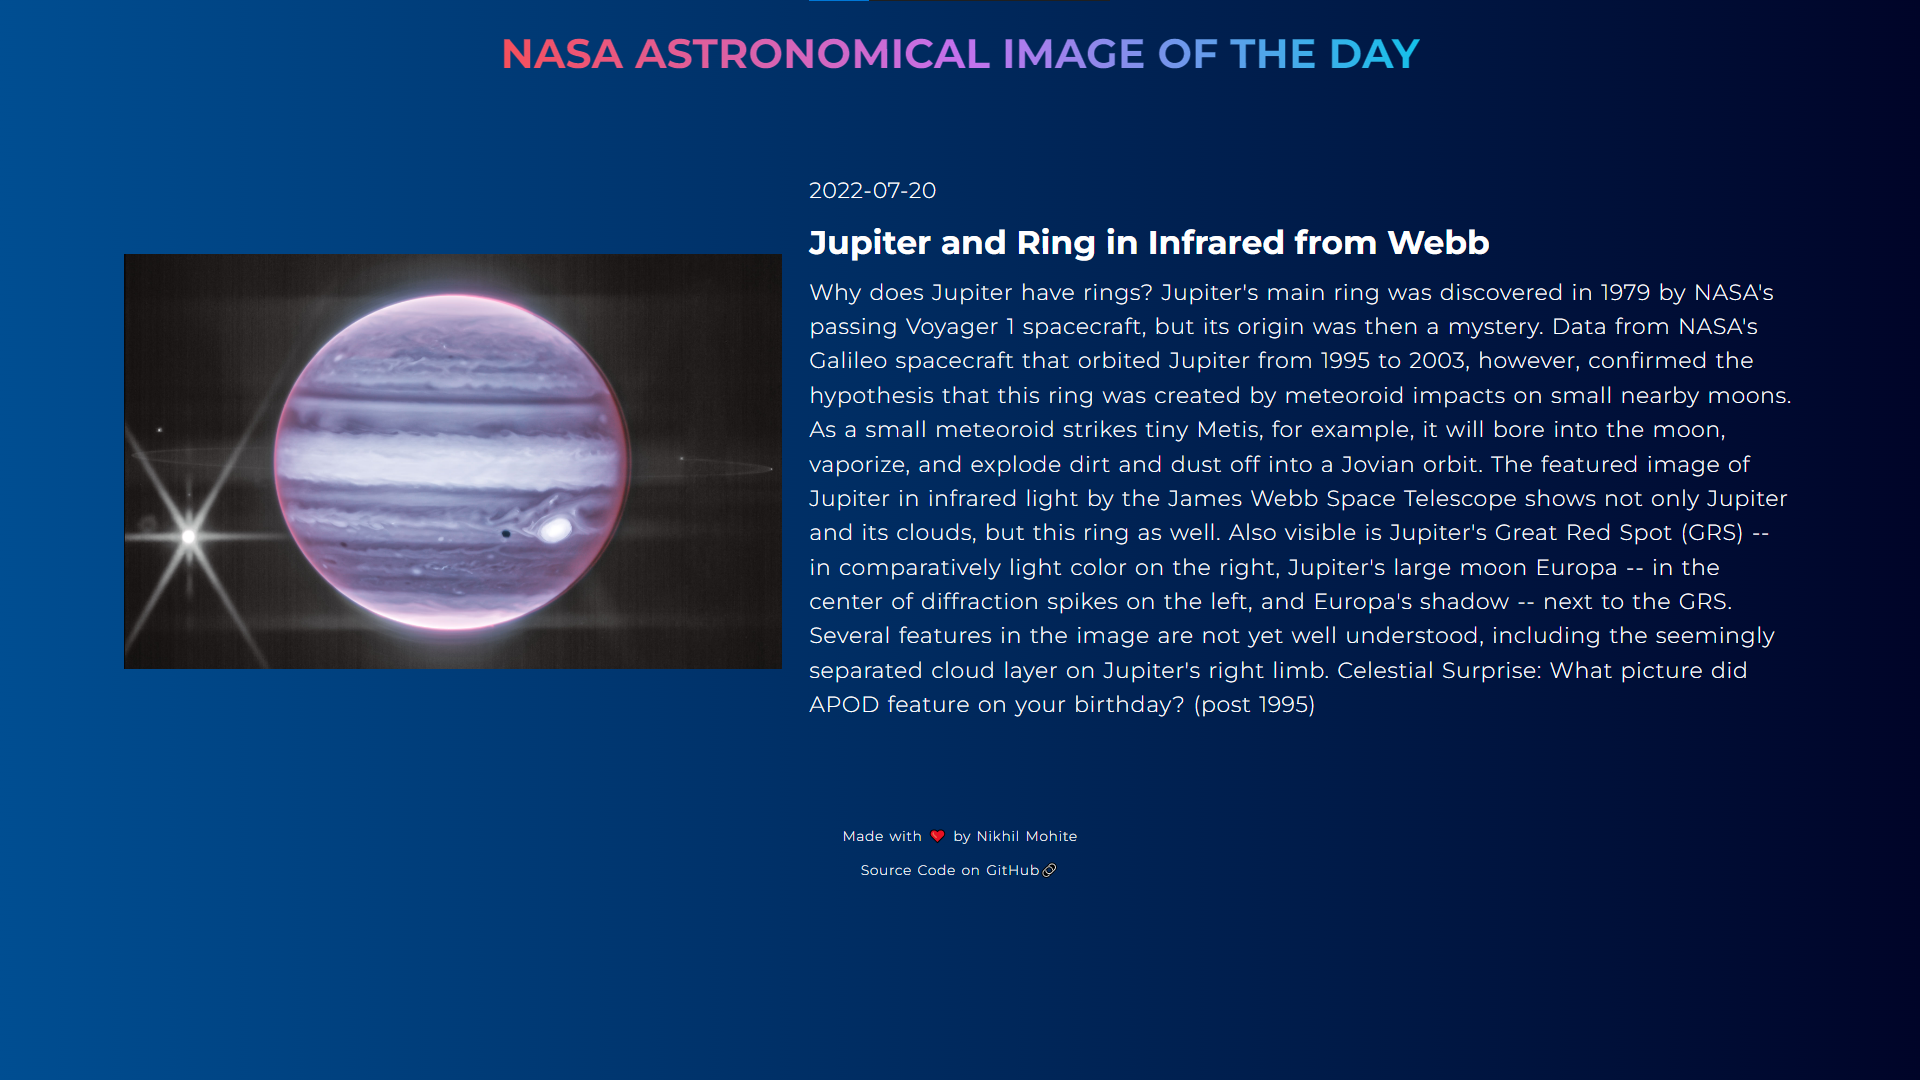 NASA ASTRONOMICAL IMAGE OF THE DAY
2022-07-20
Jupiter and Ring in Infrared from Webb
Why does Jupiter have rings? Jupiter's main ring was discovered in 1979 by NASA's
passing Voyager 1 spacecraft, but its origin was then a mystery. Data from NASA's
Galileo spacecraft that orbited Jupiter from 1995 to 2003, however, confirmed the
hypothesis that this ring was created by meteoroid impacts on small nearby moons.
As a small meteoroid strikes tiny Metis, for example, it will bore into the moon,
vaporize, and explode dirt and dust off into a Jovian orbit. The featured image of
Jupiter in infrared light by the James Webb Space Telescope shows not only Jupiter
and its clouds, but this ring as well. Also visible is Jupiter's Great Red Spot (GRS) --
in comparatively light color on the right, Jupiter's large moon Europa -- in the
center of diffraction spikes on the left, and Europa's shadow -- next to the GRS.
Several features in the image are not yet well understood, including the seemingly
separated cloud layer on Jupiter's right limb. Celestial Surprise: What picture did
APOD feature on your birthday? (post 1995)
Made with ❤️ by Nikhil Mohite
Source Code on GitHub🔗